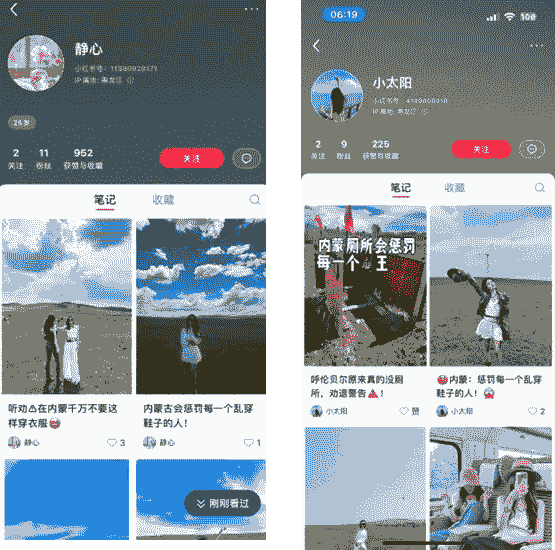 静心
IP属地: 黑龙江
2
关注
11
粉丝
952
获赞与收藏
关注
笔记
收藏
听劝⚠在内蒙千万不要这
样穿衣服
静心
3
内蒙古会惩罚每一个乱穿
鞋子的人！
静心
1
刚刚看过
06:19
小太阳
IP属地: 黑龙江
2
关注
9
粉丝
225
获赞与收藏
关注
笔记
收藏
内蒙厕所会惩罚
每一个
王
呼伦贝尔原来真的没厕
所，劝退警告
！
小太阳
赞
内蒙：惩罚每一个乱穿
鞋子的人！
小太阳
2